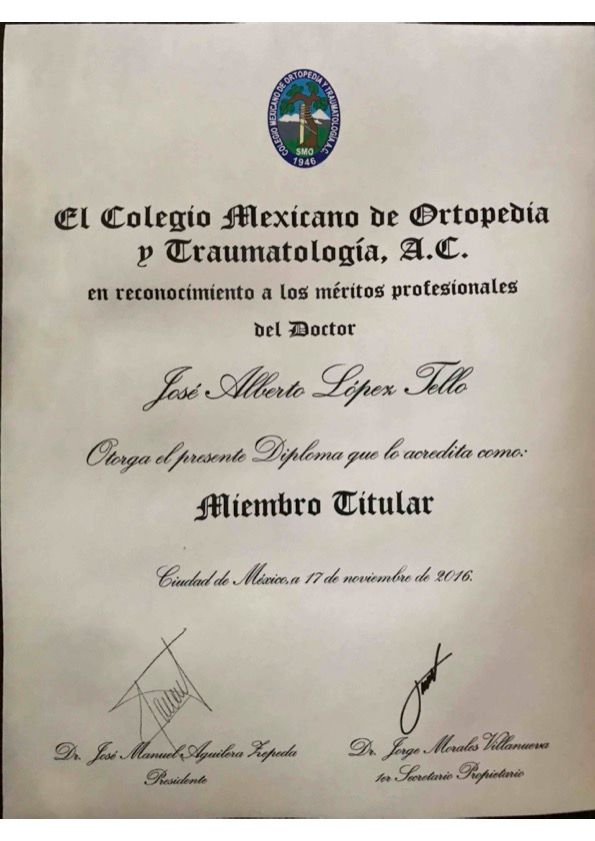 COLEGIO MEXICANO DE ORTOPEDIA Y TRAUMATOLOGIA A.C.
SMO
1946
El Colegio Mexicano de Ortopedia
y Traumatología, A.C.
en reconocimiento a los méritos profesionales
del Doctor
José Alberto López Tello
Otorga el presente Diploma que lo acredita como:
Miembro Titular
Ciudad de México, a 17 de noviembre de 2016.
Dr. José Manuel Aguilera Zepeda
Presidente
Dr. Jorge Morales Villanueva
1er Secretario Propietario